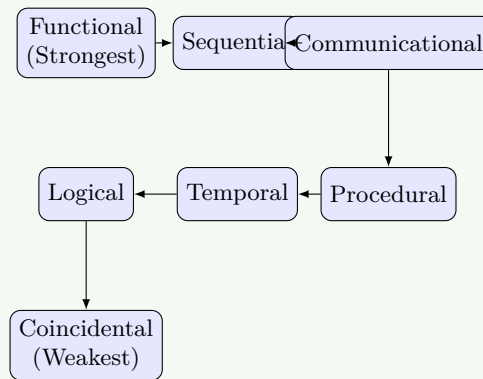 Functional
(Strongest)
Sequentia
Communicational
Logical
Temporal
Procedural
Coincidental
(Weakest)